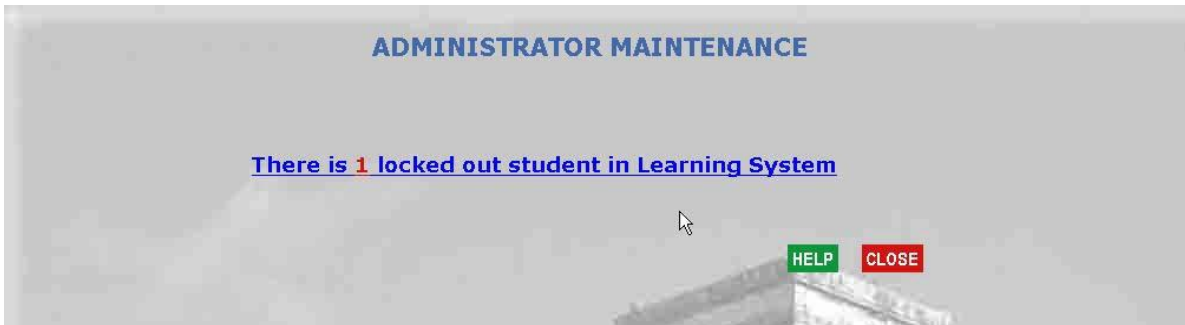 ADMINISTRATOR MAINTENANCE
There is 1 locked out student in Learning System
HELP CLOSE